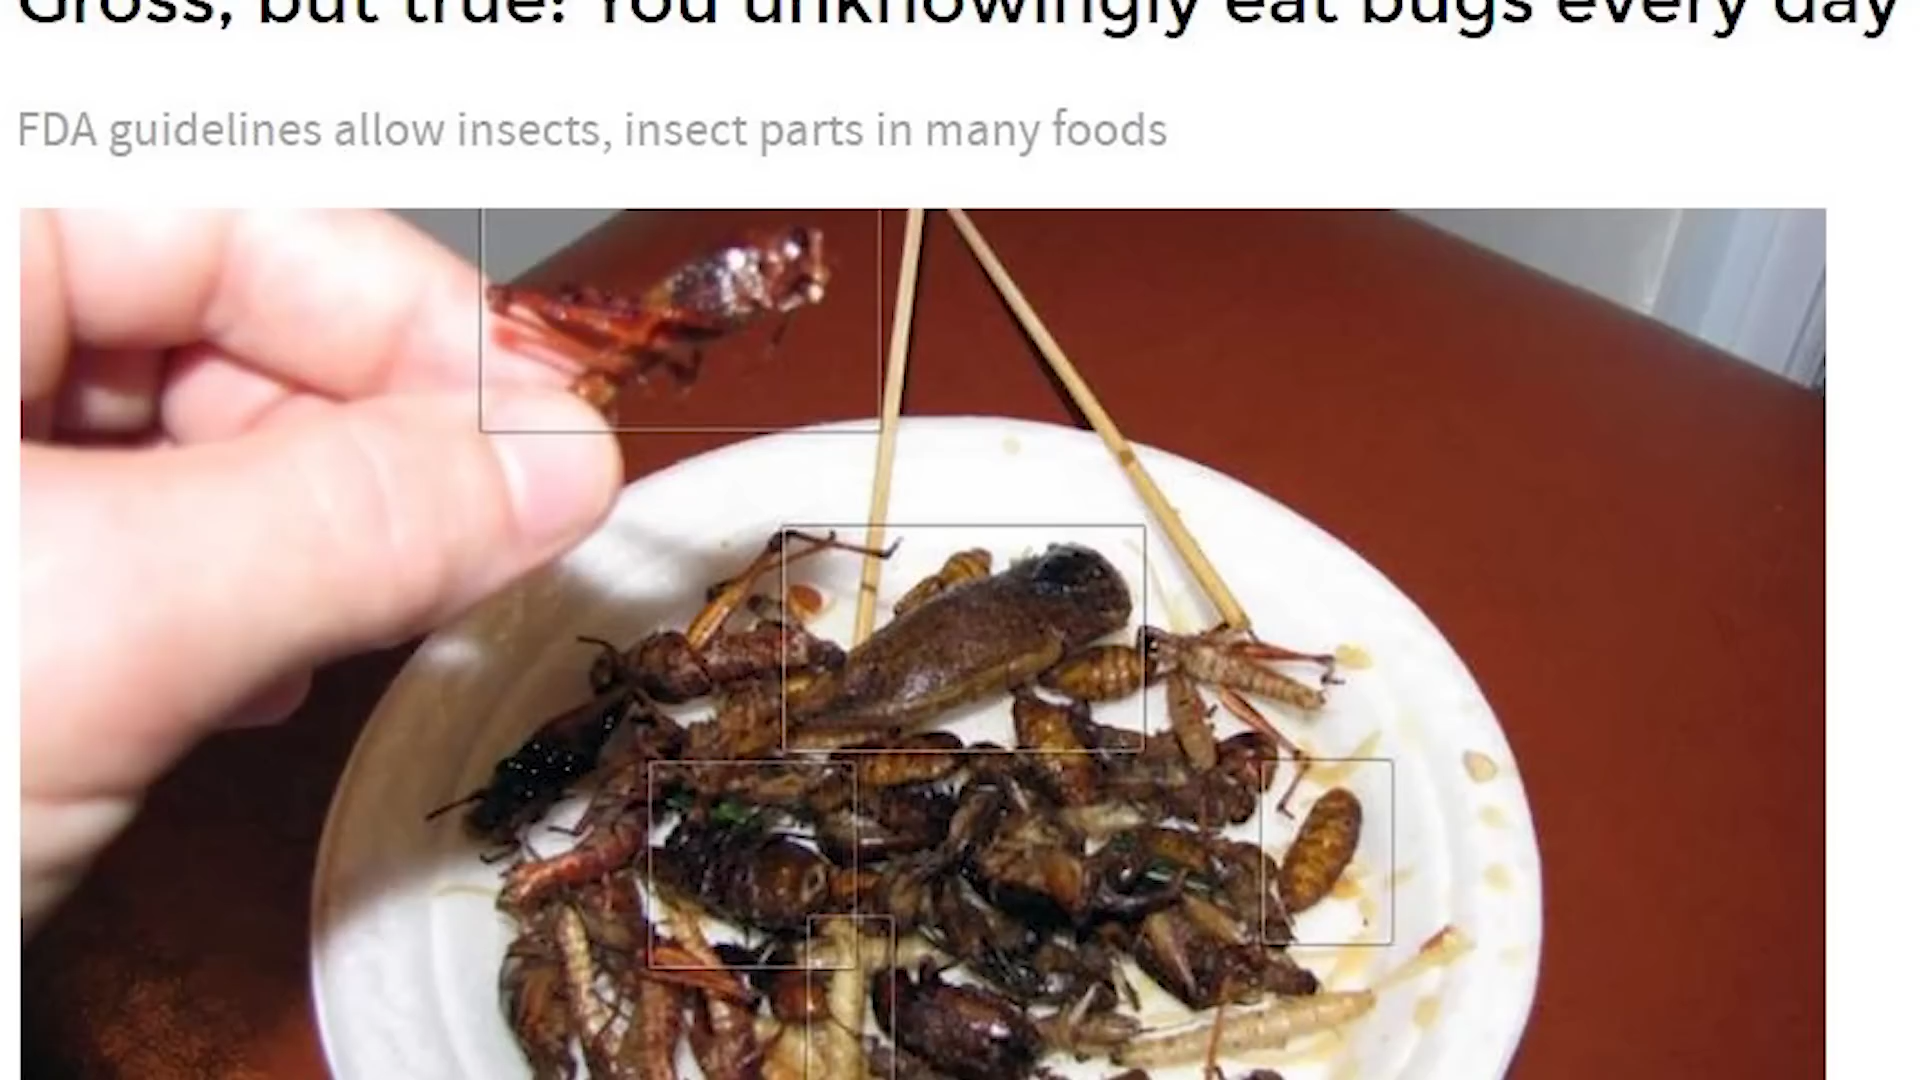 Gross, but true: You unknowingly eat bugs every day
FDA guidelines allow insects, insect parts in many foods